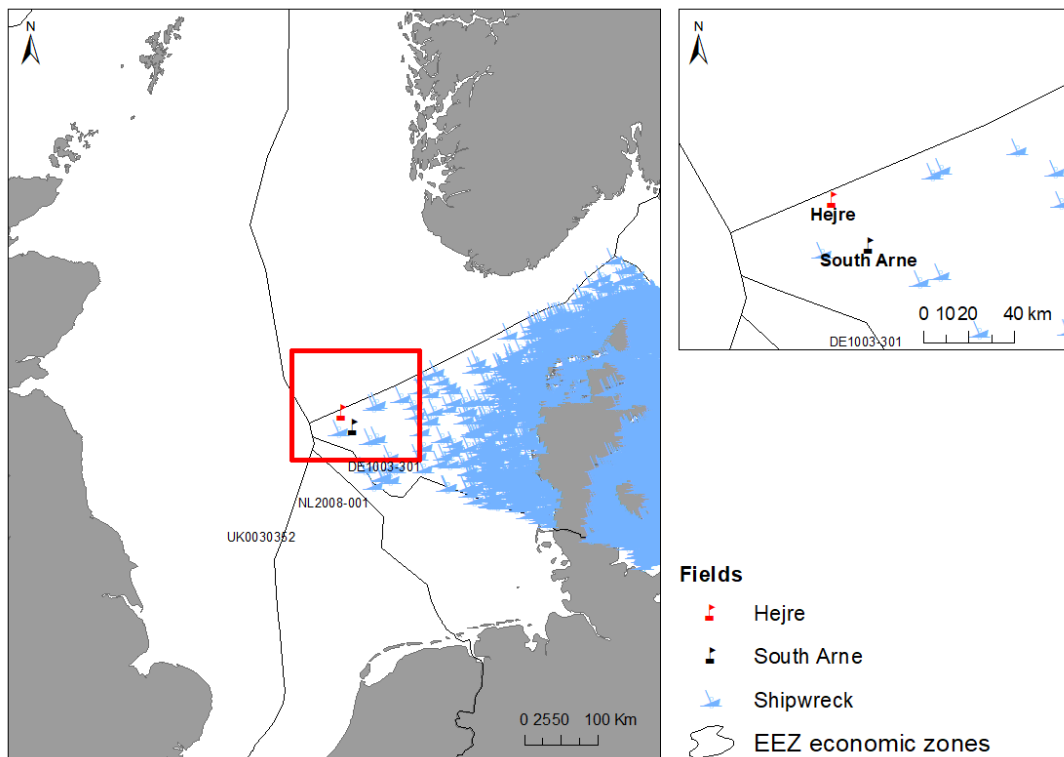 N
DE1003-301
NL2008-001
UK0030352
0 2550 100 Km
N
Hejre
South Arne
0 1020 40 km
DE1003-301
Fields
Hejre
South Arne
Shipwreck
EEZ economic zones